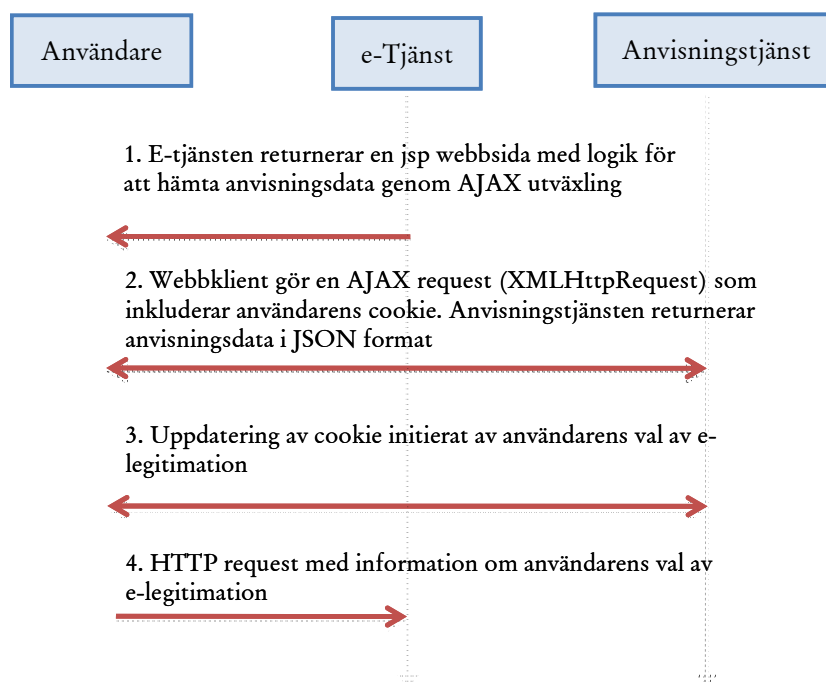 Användare
e-Tjänst
Anvisningstjänst
1. E-tjänsten returnerar en jsp webbsida med logik för
att hämta anvisningsdata genom AJAX utväxling
2. Webbklient gör en AJAX request (XMLHttpRequest) som
inkluderar användarens cookie. Anvisningstjänsten returnerar
anvisningsdata i JSON format
3. Uppdatering av cookie initierat av användarens val av e-
legitimation
4. HTTP request med information om användarens val av
e-legitimation